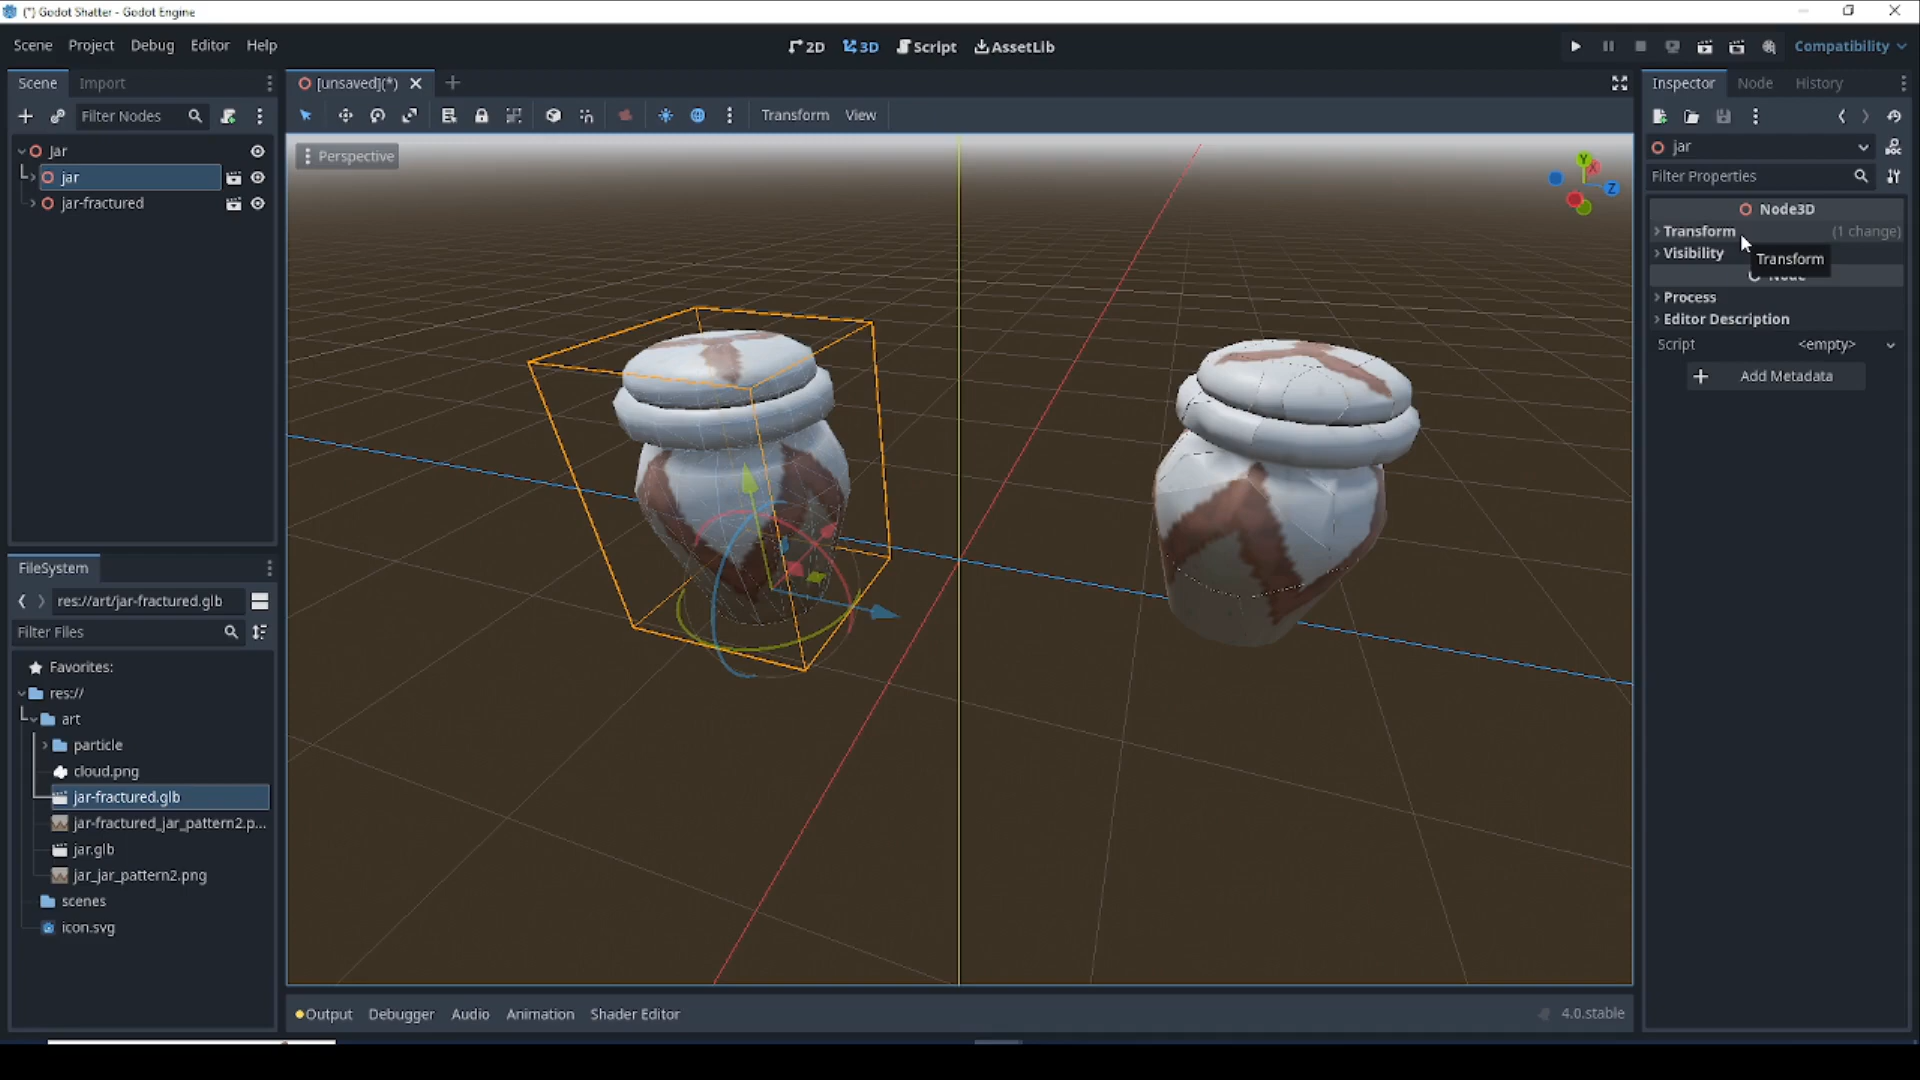 (*) Godot Shatter - Godot Engine
Scene Project Debug Editor Help
2D 3D Script AssetLib
Compatibility
Scene Import
[unsaved](*)
Inspector Node History
Filter Nodes
Transform View
Jar
jar
jar-fractured
Perspective
Y
X
Z
jar
Filter Properties
Node3D
Transform (1 change)
Visibility
Transform
Node
Process
Editor Description
Script <empty>
Add Metadata
FileSystem
res://art/jar-fractured.glb
Filter Files
Favorites:
res://
art
particle
cloud.png
jar-fractured.glb
jar-fractured_jar_pattern2.p...
jar.glb
jar_jar_pattern2.png
scenes
icon.svg
Output Debugger Audio Animation Shader Editor
4.0.stable